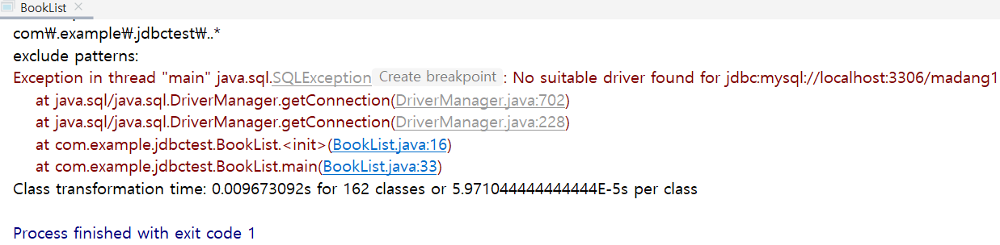 BookList
com₩.example₩.jdbctest₩..*
exclude patterns:
Exception in thread "main" java.sql.SQLException Create breakpoint : No suitable driver found for jdbc:mysql://localhost:3306/madang1
at java.sql/java.sql.DriverManager.getConnection(DriverManager.java:702)
at java.sql/java.sql.DriverManager.getConnection(DriverManager.java:228)
at com.example.jdbctest.BookList.<init>(BookList.java:16)
at com.example.jdbctest.BookList.main(BookList.java:33)
Class transformation time: 0.009673092s for 162 classes or 5.971044444444444E-5s per class
Process finished with exit code 1